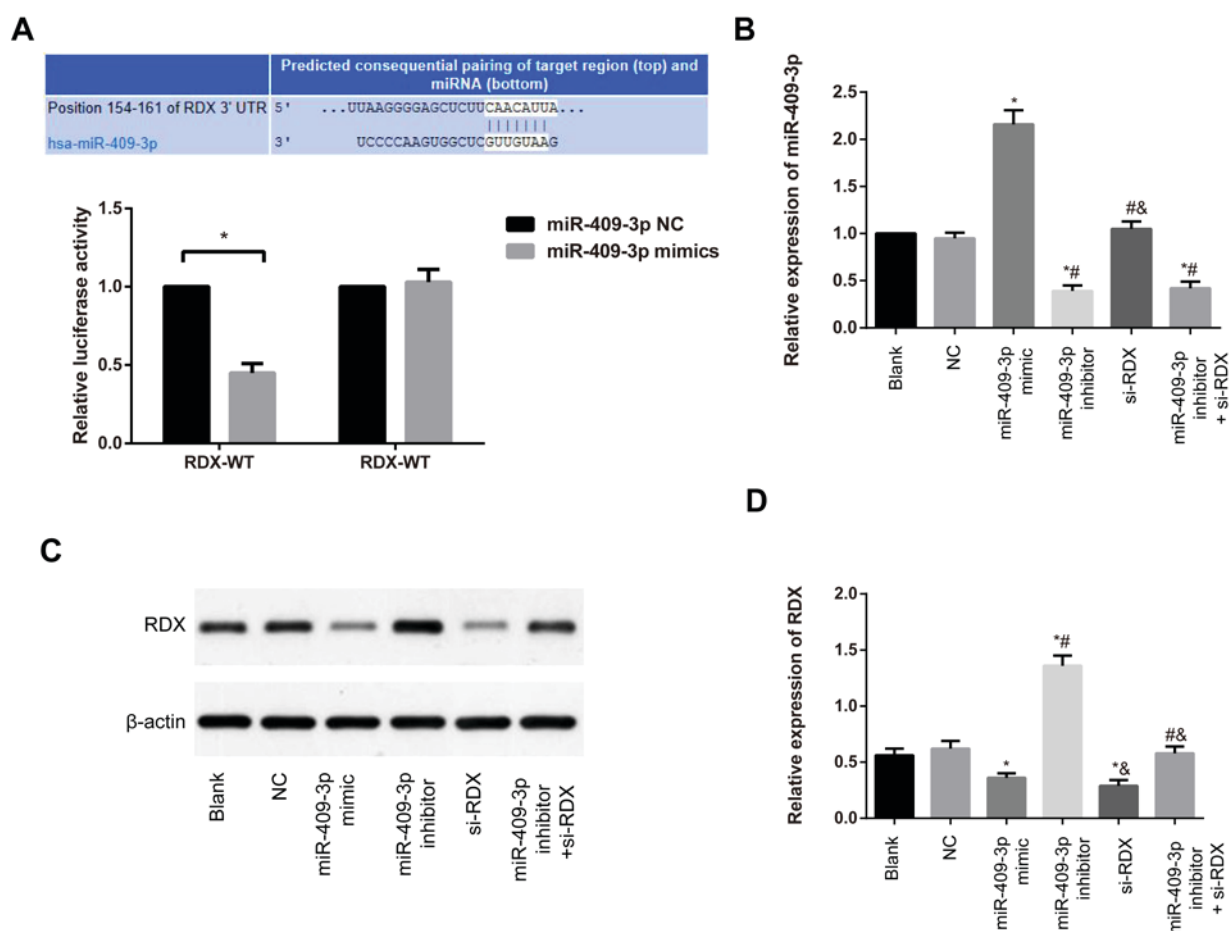 A
Predicted consequential pairing of target region (top) and
miRNA (bottom)
Position 154-161 of RDX 3' UTR 5' ...UUAAGGGGAGCUCUUCAACAUUA...
hsa-miR-409-3p 3' UCCCCAAGUGGCUCGUUGUAAG
Relative luciferase activity
1.5
1.0
0.5
0.0
*
RDX-WT
RDX-WT
miR-409-3p NC
miR-409-3p mimics
B
Relative expression of miR-409-3p
2.5
2.0
1.5
1.0
0.5
0.0
*
*#
#&
*#
Blank
NC
miR-409-3p
mimic
miR-409-3p
inhibitor
si-RDX
miR-409-3p
inhibitor
+ si-RDX
C
RDX
β-actin
Blank
NC
miR-409-3p
mimic
miR-409-3p
inhibitor
si-RDX
miR-409-3p
inhibitor
+si-RDX
D
Relative expression of RDX
2.0
1.5
1.0
0.5
0.0
*
*#
*&
#&
Blank
NC
miR-409-3p
mimic
miR-409-3p
inhibitor
si-RDX
miR-409-3p
inhibitor
+ si-RDX